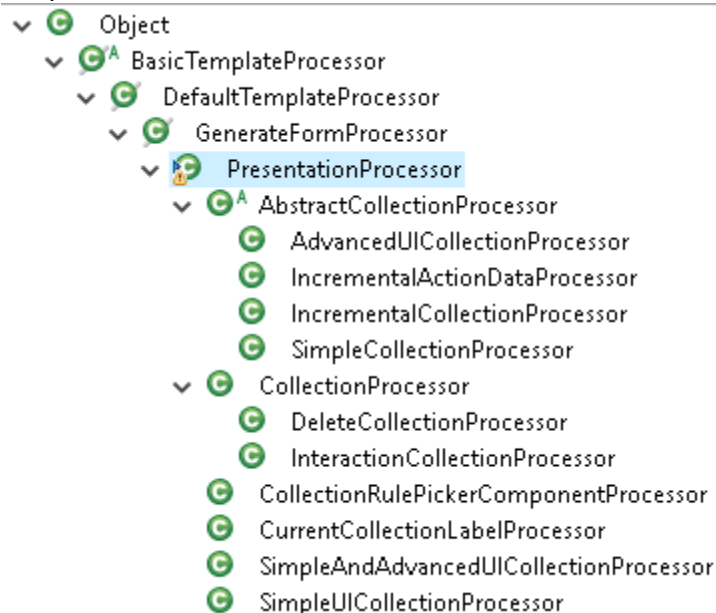 Object
A BasicTemplateProcessor
DefaultTemplateProcessor
GenerateFormProcessor
PresentationProcessor
A AbstractCollectionProcessor
AdvancedUICollectionProcessor
IncrementalActionDataProcessor
IncrementalCollectionProcessor
SimpleCollectionProcessor
CollectionProcessor
DeleteCollectionProcessor
InteractionCollectionProcessor
CollectionRulePickerComponentProcessor
CurrentCollectionLabelProcessor
SimpleAndAdvancedUICollectionProcessor
SimpleUICollectionProcessor